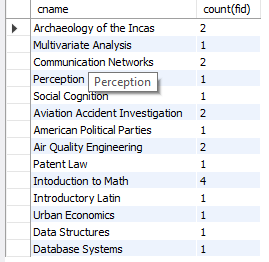 cname count(fid)
Archaeology of the Incas 2
Multivariate Analysis 1
Communication Networks 2
Perception Perception 1
Social Cognition 1
Aviation Accident Investigation 2
American Political Parties 1
Air Quality Engineering 2
Patent Law 1
Intoduction to Math 4
Introductory Latin 1
Urban Economics 1
Data Structures 1
Database Systems 1